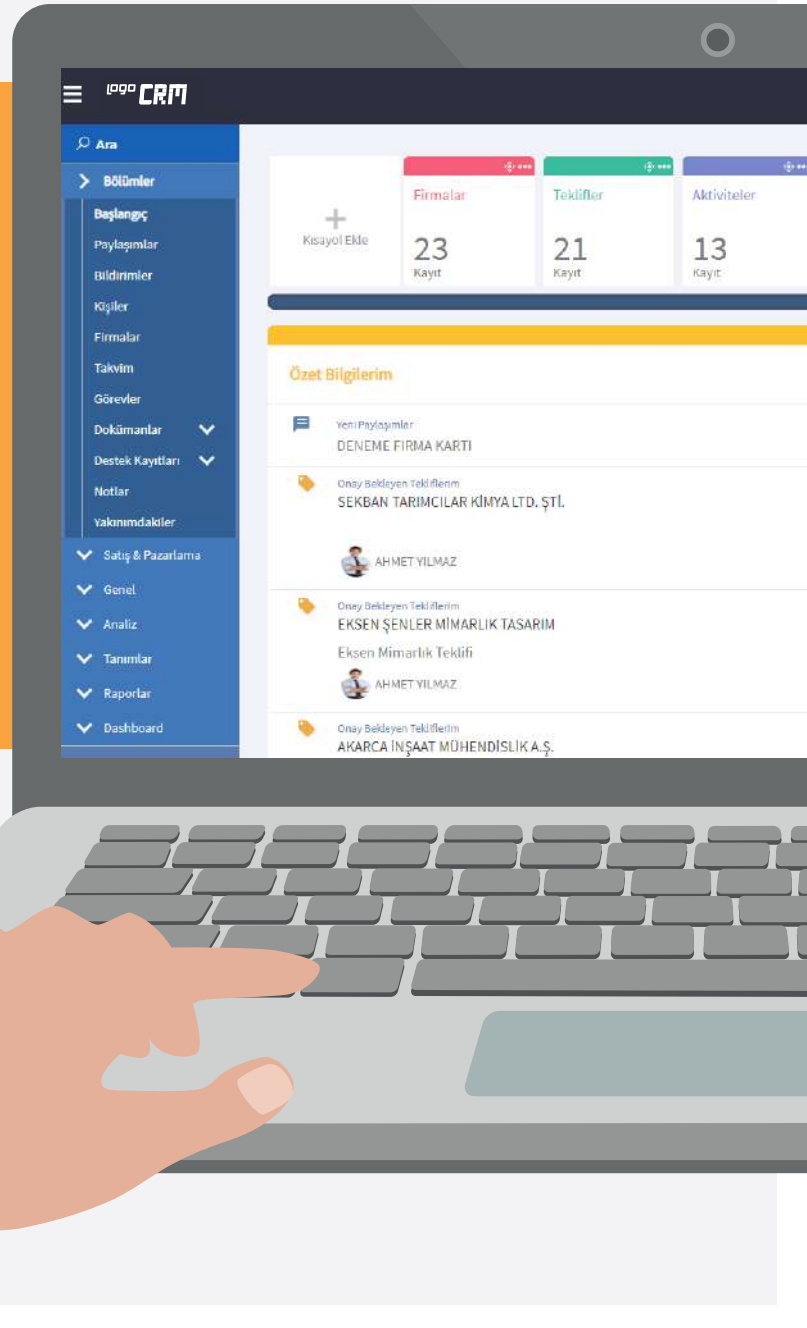 logo CRM
Ara
Bölümler
Başlangıç
Paylaşımlar
Bildirimler
Kişiler
Firmalar
Takvim
Görevler
Dokümanlar
Destek Kayıtları
Notlar
Yakınımdakiler
Satış & Pazarlama
Genel
Analiz
Tanımlar
Raporlar
Dashboard
Kısayol Ekle
Firmalar
23
Kayıt
Teklifler
21
Kayıt
Aktiviteler
13
Kayıt
Özet Bilgilerim
Yeni Paylaşımlar
DENEME FIRMA KARTI
Onay Bekleyen Tekliflerim
SEKBAN TARIMCILAR KİMYA LTD. ŞTİ.
AHMET YILMAZ
Onay Bekleyen Tekliflerim
EKSEN ŞENLER MİMARLIK TASARIM
Eksen Mimarlık Teklifi
AHMET YILMAZ
Onay Bekleyen Tekliflerim
AKARCA İNŞAAT MÜHENDİSLİK A.Ş.